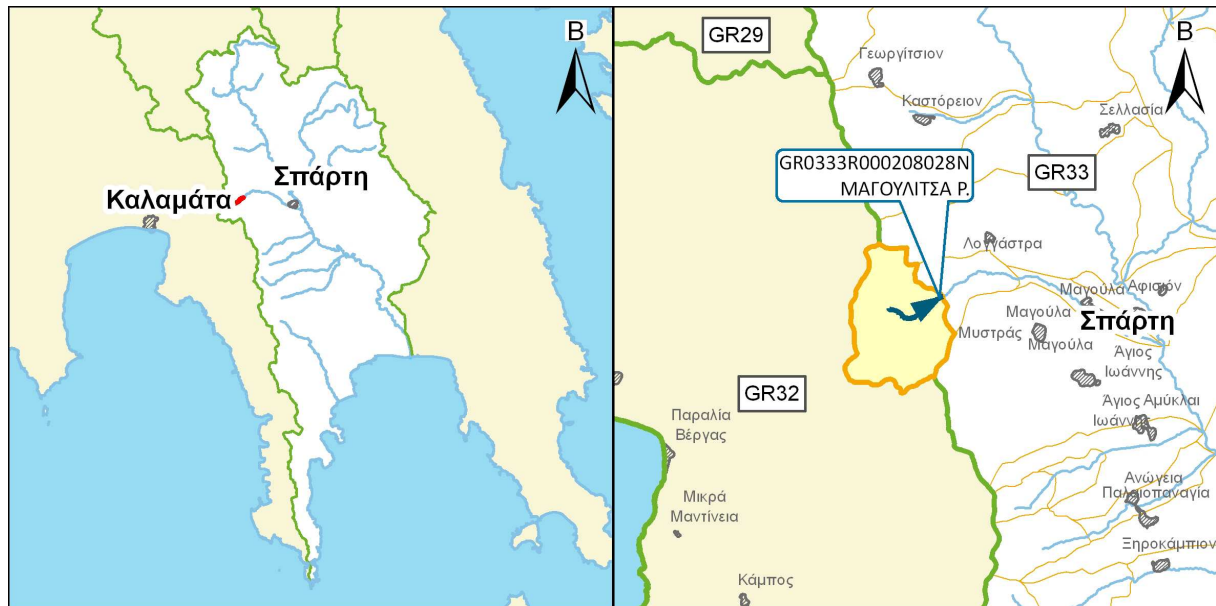 B
Σπάρτη
Καλαμάτα
B
GR29
Γεωργίτσιον
Καστόρειον
Σελλασία
GR0333R000208028N
ΜΑΓΟΥΛΙΤΣΑ Ρ.
GR33
Λογγάστρα
Μαγούλα
Αφισιόν
Μαγούλα
Μυστράς
Σπάρτη
Μαγούλα
Άγιος
Ιωάννης
GR32
Παραλία
Βέργας
Άγιος
Ιωάννης
Αμύκλαι
Ανώγεια
Παλαιοπαναγία
Μικρά
Μαντίνεια
Ξηροκάμπιον
Κάμπος